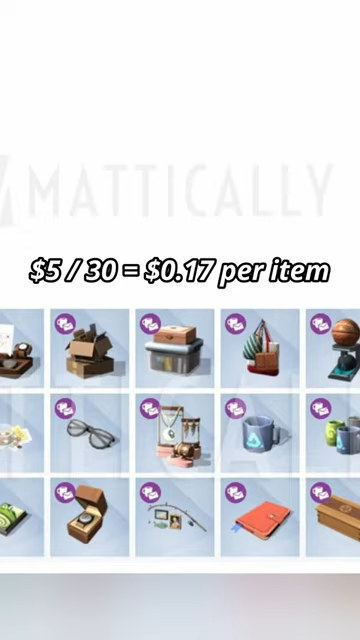 MATTICALLY
$5 / 30 = $0.17 per item